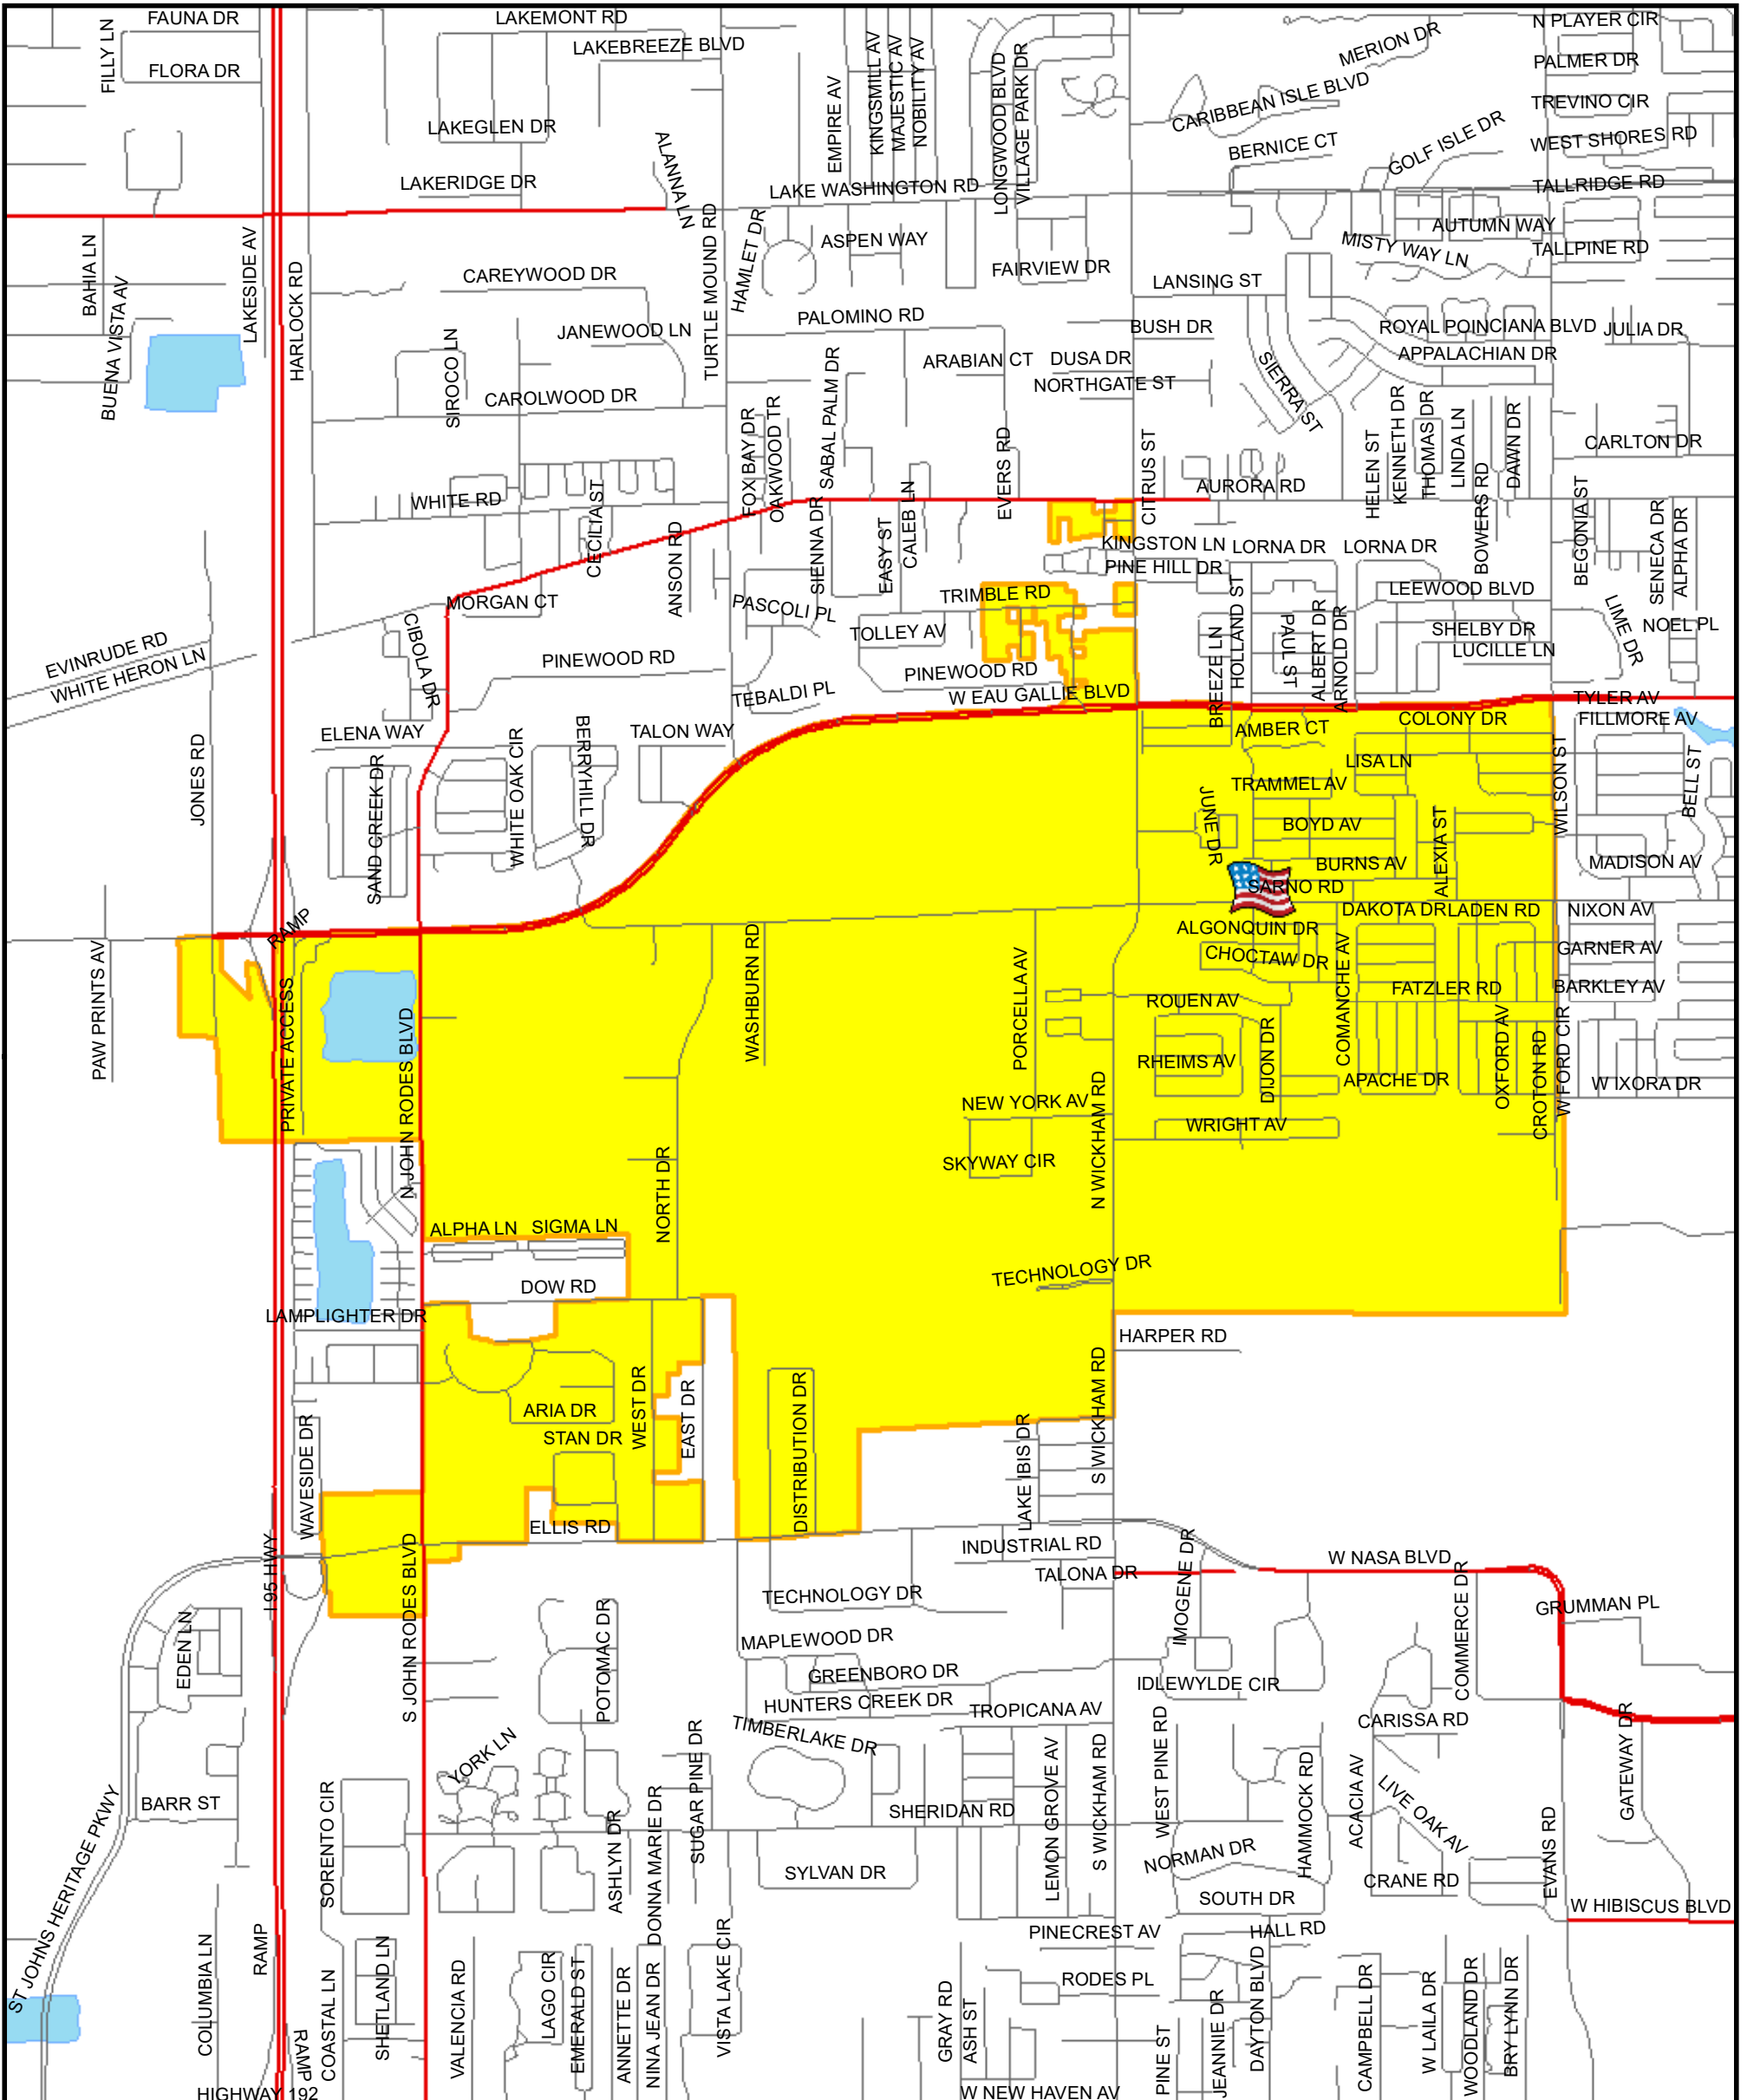 FAUNA DR
LAKEMONT RD
N PLAYER CIR
FILLY LN
LAKEBREEZE BLVD
MERION DR
FLORA DR
PALMER DR
EMPIRE AV
KINGSMILL AV
MAJESTIC AV
NOBILITY AV
LONGWOOD BLVD
VILLAGE PARK DR
CARIBBEAN ISLE BLVD
TREVINO CIR
LAKEGLEN DR
BERNICE CT
GOLF ISLE DR
WEST SHORES RD
ALANNA LN
LAKERIDGE DR
LAKE WASHINGTON RD
TALLRIDGE RD
BAHIA LN
LAKESIDE AV
HARLOCK RD
TURTLE MOUND RD
HAMLET DR
ASPEN WAY
AUTUMN WAY
MISTY WAY LN
TALLPINE RD
FAIRVIEW DR
CAREYWOOD DR
LANSING ST
BUENA VISTA AV
JANEWOOD LN
PALOMINO RD
BUSH DR
ROYAL POINCIANA BLVD
JULIA DR
SIROCO LN
ARABIAN CT
DUSA DR
APPALACHIAN DR
NORTHGATE ST
SIERRA ST
CAROLWOOD DR
FOX BAY DR
OAKWOOD TR
SABAL PALM DR
EVERS RD
CITRUS ST
HELEN ST
KENNETH DR
THOMAS DR
LINDA LN
DAWN DR
CARLTON DR
WHITE RD
AURORA RD
BOWERS RD
CECILIA ST
ANSON RD
SIENNA DR
EASY ST
CALEB LN
KINGSTON LN
LORNA DR
LORNA DR
BEGONIA ST
SENECA DR
ALPHA DR
PINE HILL DR
MORGAN CT
PASCOLI PL
TRIMBLE RD
LEEWOOD BLVD
EVINRUDE RD
WHITE HERON LN
CIBOLA DR
TOLLEY AV
BREEZE LN
HOLLAND ST
PAUL ST
ALBERT DR
ARNOLD DR
SHELBY DR
LUCILLE LN
LIME DR
NOEL PL
PINEWOOD RD
PINEWOOD RD
TEBALDI PL
W EAU GALLIE BLVD
TYLER AV
ELENA WAY
TALON WAY
AMBER CT
COLONY DR
FILLMORE AV
JONES RD
SAND CREEK DR
WHITE OAK CIR
BERRYHILL DR
LISA LN
WILSON ST
BELL ST
TRAMMEL AV
JUNE DR
BOYD AV
ALEXIA ST
BURNS AV
MADISON AV
SARNO RD
RAMP
DAKOTA DR
LADEN RD
NIXON AV
PAW PRINTS AV
ALGONQUIN DR
CHOCTAW DR
GARNER AV
PRIVATE ACCESS
N JOHN RODES BLVD
WASHBURN RD
PORCELLA AV
ROUEN AV
COMANCHE AV
FATZLER RD
BARKLEY AV
RHEIMS AV
DIJON DR
APACHE DR
OXFORD AV
CROTON RD
W FORD CIR
W IXORA DR
NEW YORK AV
N WICKHAM RD
WRIGHT AV
SKYWAY CIR
NORTH DR
ALPHA LN
SIGMA LN
DOW RD
TECHNOLOGY DR
LAMPLIGHTER DR
HARPER RD
WEST DR
EAST DR
DISTRIBUTION DR
S WICKHAM RD
ARIA DR
STAN DR
WAVESIDE DR
LAKE IBIS DR
ELLIS RD
I 95 HWY
S JOHN RODES BLVD
INDUSTRIAL RD
TALONA DR
IMOGENE DR
W NASA BLVD
TECHNOLOGY DR
COMMERCE DR
GRUMMAN PL
EDEN LN
POTOMAC DR
MAPLEWOOD DR
GREENBORO DR
HUNTERS CREEK DR
IDLEWYLDE CIR
TROPICANA AV
TIMBERLAKE DR
YORK LN
CARISSA RD
GATEWAY DR
ST JOHNS HERITAGE PKWY
BARR ST
SORENTO CIR
SUGAR PINE DR
LEMON GROVE AV
S WICKHAM RD
WEST PINE RD
HAMMOCK RD
ACACIA AV
LIVE OAK AV
SHERIDAN RD
ASHLYN DR
DONNA MARIE DR
SYLVAN DR
NORMAN DR
CRANE RD
EVANS RD
SOUTH DR
W HIBISCUS BLVD
PINECREST AV
HALL RD
COLUMBIA LN
RAMP
COASTAL LN
SHETLAND LN
VALENCIA RD
LAGO CIR
EMERALD ST
ANNETTE DR
NINA JEAN DR
VISTA LAKE CIR
GRAY RD
ASH ST
RODES PL
PINE ST
JEANNIE DR
DAYTON BLVD
CAMPBELL DR
W LAILA DR
WOODLAND DR
BRY LYNN DR
RAMP
HIGHWAY 192
W NEW HAVEN AV